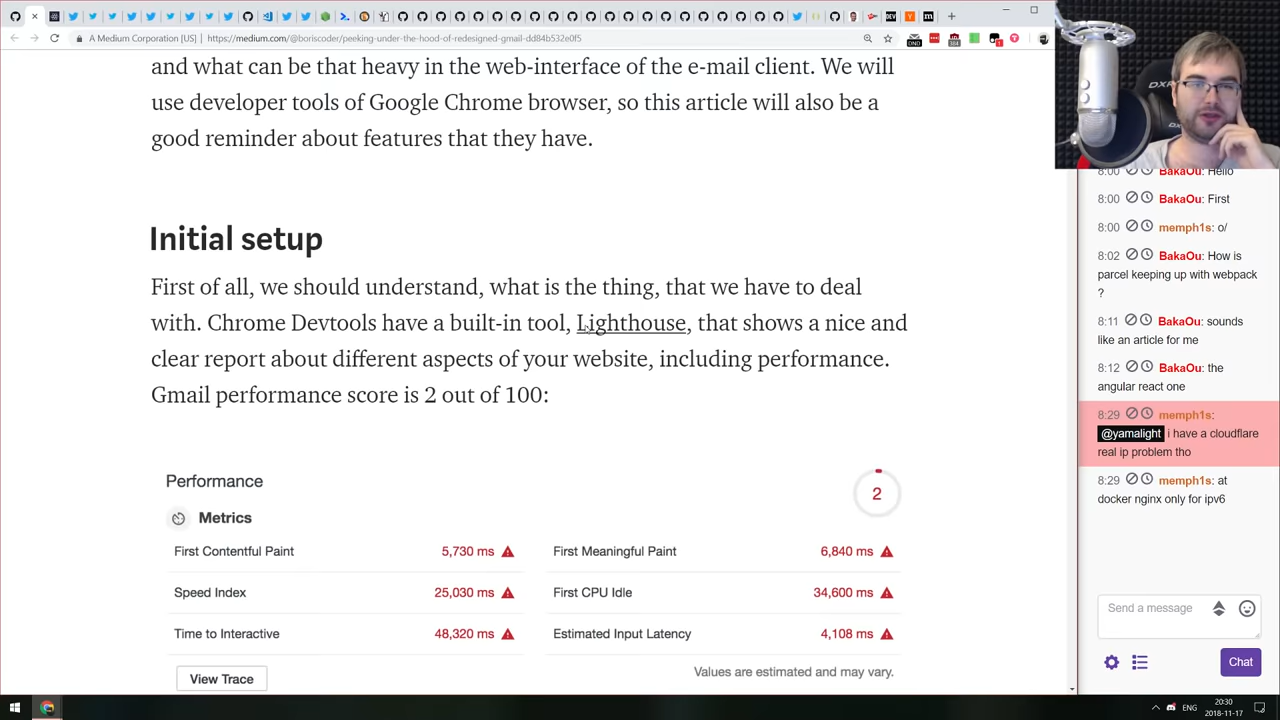 A Medium Corporation [US]
https://medium.com/@boriscoder/peeking-under-the-hood-of-redesigned-gmail-dd84b532e0f5
and what can be that heavy in the web-interface of the e-mail client. We will
use developer tools of Google Chrome browser, so this article will also be a
good reminder about features that they have.
Initial setup
First of all, we should understand, what is the thing, that we have to deal
with. Chrome Devtools have a built-in tool, Lighthouse, that shows a nice and
clear report about different aspects of your website, including performance.
Gmail performance score is 2 out of 100:
Performance
2
Metrics
First Contentful Paint 5,730 ms
First Meaningful Paint 6,840 ms
Speed Index 25,030 ms
First CPU Idle 34,600 ms
Time to Interactive 48,320 ms
Estimated Input Latency 4,108 ms
View Trace
Values are estimated and may vary.
8:00 BakaOu: Hello
8:00 BakaOu: First
8:00 memph1s: o/
8:02 BakaOu: How is
parcel keeping up with webpack
?
8:11 BakaOu: sounds
like an article for me
8:12 BakaOu: the
angular react one
8:29 memph1s:
@yamalight i have a cloudflare
real ip problem tho
8:29 memph1s: at
docker nginx only for ipv6
Send a message
Chat
ENG
20:30
2018-11-17